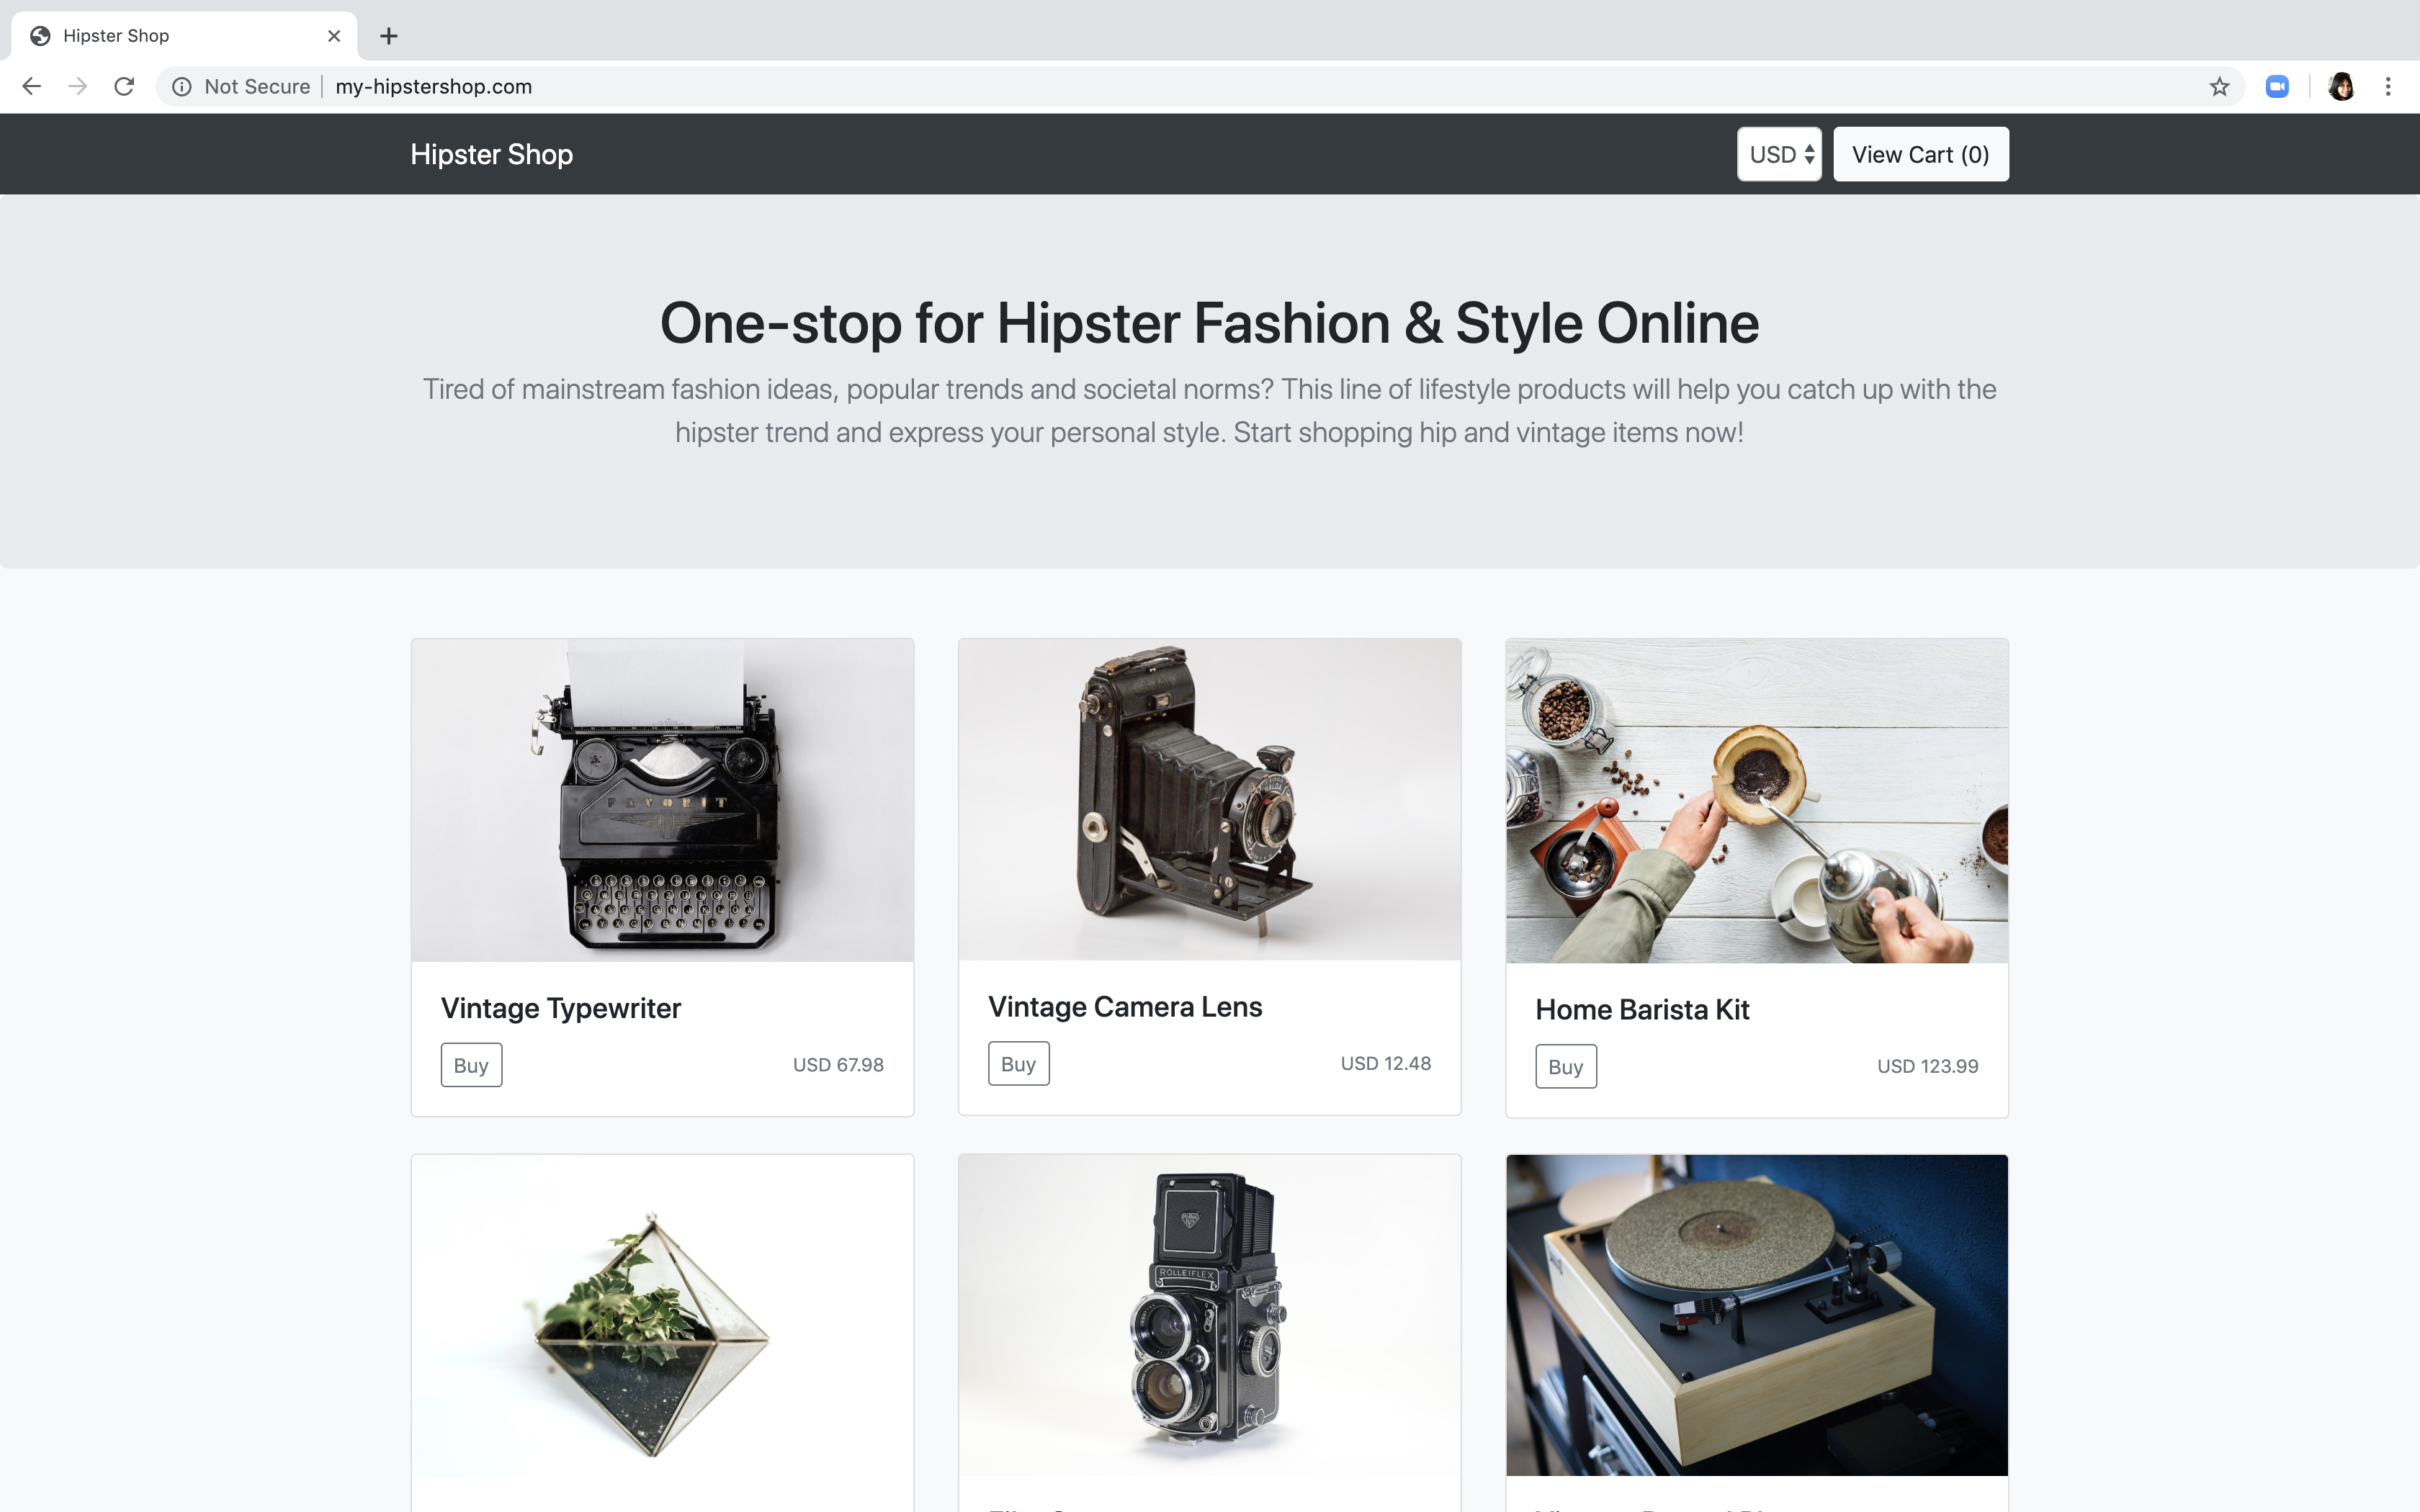 Hipster Shop
Not Secure
my-hipstershop.com
Hipster Shop
USD
View Cart (0)
One-stop for Hipster Fashion & Style Online
Tired of mainstream fashion ideas, popular trends and societal norms? This line of lifestyle products will help you catch up with the
hipster trend and express your personal style. Start shopping hip and vintage items now!
FAVORIT
Vintage Typewriter
Buy
USD 67.98
Vintage Camera Lens
Buy
USD 12.48
Home Barista Kit
Buy
USD 123.99
ROLLEIFLEX